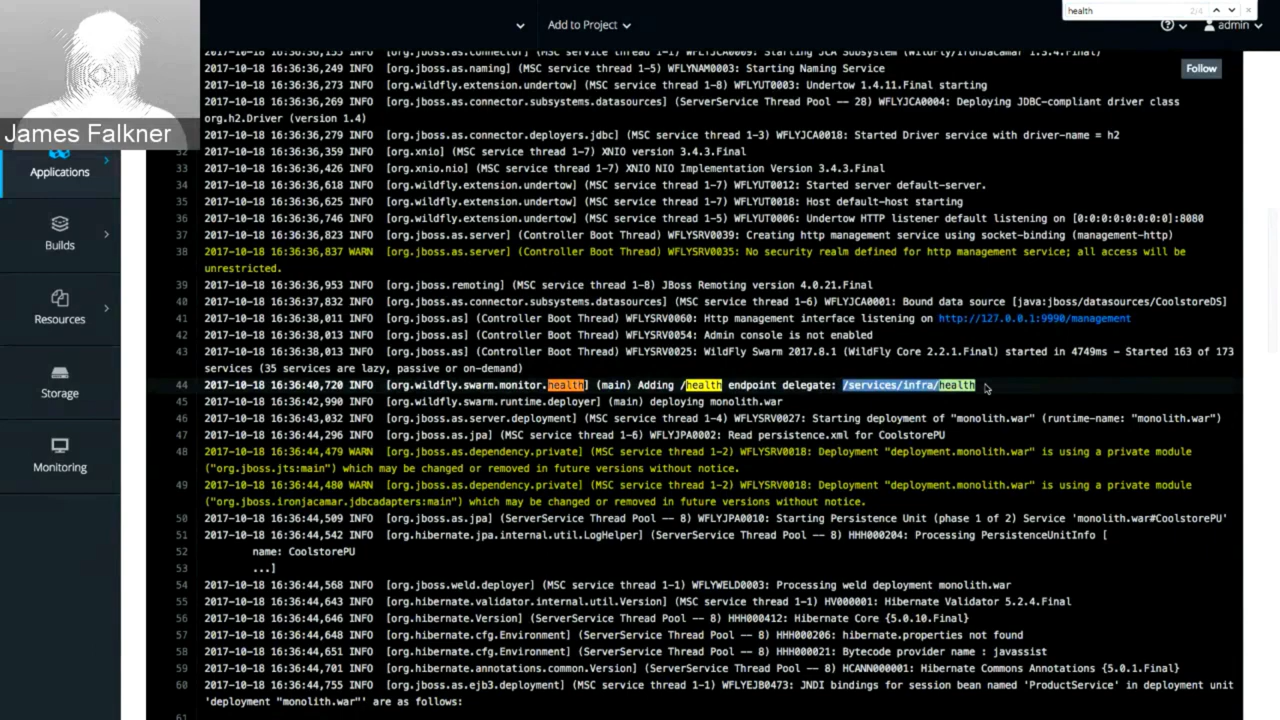 health 2/4
Add to Project
admin
James Falkner
Applications
Builds
Resources
Storage
Monitoring
Follow
2017-10-18 16:36:36,155 INFO [org.jboss.as.connector] (MSC service thread 1-1) WFLYJCA0009: Starting JCA Subsystem (WildFly/IronJacamar 1.3.4.Final)
2017-10-18 16:36:36,249 INFO [org.jboss.as.naming] (MSC service thread 1-5) WFLYNAM0003: Starting Naming Service
2017-10-18 16:36:36,273 INFO [org.wildfly.extension.undertow] (MSC service thread 1-5) WFLYUT0003: Undertow 1.4.11.Final starting
2017-10-18 16:36:36,269 INFO [org.jboss.as.connector.subsystems.datasources] (ServerService Thread Pool -- 28) WFLYJCA0004: Deploying JDBC-compliant driver class
org.h2.Driver (version 1.4)
2017-10-18 16:36:36,279 INFO [org.jboss.as.connector.deployers.jdbc] (MSC service thread 1-3) WFLYJCA0018: Started Driver service with driver-name = h2
32 2017-10-18 16:36:36,359 INFO [org.xnio] (MSC service thread 1-7) XNIO version 3.4.3.Final
33 2017-10-18 16:36:36,426 INFO [org.xnio.nio] (MSC service thread 1-7) XNIO NIO Implementation Version 3.4.3.Final
34 2017-10-18 16:36:36,618 INFO [org.wildfly.extension.undertow] (MSC service thread 1-7) WFLYUT0012: Started server default-server.
35 2017-10-18 16:36:36,625 INFO [org.wildfly.extension.undertow] (MSC service thread 1-7) WFLYUT0018: Host default-host starting
36 2017-10-18 16:36:36,746 INFO [org.wildfly.extension.undertow] (MSC service thread 1-5) WFLYUT0006: Undertow HTTP listener default listening on [0:0:0:0:0:0:0:0]:8080
37 2017-10-18 16:36:36,823 INFO [org.jboss.as.server] (Controller Boot Thread) WFLYSRV0039: Creating http management service using socket-binding (management-http)
38 2017-10-18 16:36:36,837 WARN [org.jboss.as.server] (Controller Boot Thread) WFLYSRV0035: No security realm defined for http management service; all access will be
unrestricted.
39 2017-10-18 16:36:36,953 INFO [org.jboss.remoting] (MSC service thread 1-8) JBoss Remoting version 4.0.21.Final
40 2017-10-18 16:36:37,832 INFO [org.jboss.as.connector.subsystems.datasources] (MSC service thread 1-6) WFLYJCA0001: Bound data source [java:jboss/datasources/CoolstoreDS]
41 2017-10-18 16:36:38,011 INFO [org.jboss.as] (Controller Boot Thread) WFLYSRV0060: Http management interface listening on http://127.0.0.1:9990/management
42 2017-10-18 16:36:38,013 INFO [org.jboss.as] (Controller Boot Thread) WFLYSRV0054: Admin console is not enabled
43 2017-10-18 16:36:38,013 INFO [org.jboss.as] (Controller Boot Thread) WFLYSRV0025: WildFly Swarm 2017.8.1 (WildFly Core 2.2.1.Final) started in 4749ms - Started 163 of 173
services (35 services are lazy, passive or on-demand)
44 2017-10-18 16:36:40,720 INFO [org.wildfly.swarm.monitor.health] (main) Adding /health endpoint delegate: /services/infra/health
45 2017-10-18 16:36:42,990 INFO [org.wildfly.swarm.runtime.deployer] (main) deploying monolith.war
46 2017-10-18 16:36:43,032 INFO [org.jboss.as.server.deployment] (MSC service thread 1-4) WFLYSRV0027: Starting deployment of "monolith.war" (runtime-name: "monolith.war")
47 2017-10-18 16:36:44,296 INFO [org.jboss.as.jpa] (MSC service thread 1-6) WFLYJPA0002: Read persistence.xml for CoolstorePU
48 2017-10-18 16:36:44,479 WARN [org.jboss.as.dependency.private] (MSC service thread 1-2) WFLYSRV0018: Deployment "deployment.monolith.war" is using a private module
("org.jboss.jts:main") which may be changed or removed in future versions without notice.
49 2017-10-18 16:36:44,480 WARN [org.jboss.as.dependency.private] (MSC service thread 1-2) WFLYSRV0018: Deployment "deployment.monolith.war" is using a private module
("org.jboss.ironjacamar.jdbcadapters:main") which may be changed or removed in future versions without notice.
50 2017-10-18 16:36:44,509 INFO [org.jboss.as.jpa] (ServerService Thread Pool -- 8) WFLYJPA0010: Starting Persistence Unit (phase 1 of 2) Service 'monolith.war#CoolstorePU'
51 2017-10-18 16:36:44,542 INFO [org.hibernate.jpa.internal.util.LogHelper] (ServerService Thread Pool -- 8) HHH000204: Processing PersistenceUnitInfo [
52 name: CoolstorePU
53 ...]
54 2017-10-18 16:36:44,568 INFO [org.jboss.weld.deployer] (MSC service thread 1-1) WFLYWELD0003: Processing weld deployment monolith.war
55 2017-10-18 16:36:44,643 INFO [org.hibernate.validator.internal.util.Version] (MSC service thread 1-1) HV000001: Hibernate Validator 5.2.4.Final
56 2017-10-18 16:36:44,646 INFO [org.hibernate.Version] (ServerService Thread Pool -- 8) HHH000412: Hibernate Core {5.0.10.Final}
57 2017-10-18 16:36:44,648 INFO [org.hibernate.cfg.Environment] (ServerService Thread Pool -- 8) HHH000206: hibernate.properties not found
58 2017-10-18 16:36:44,651 INFO [org.hibernate.cfg.Environment] (ServerService Thread Pool -- 8) HHH000021: Bytecode provider name : javassist
59 2017-10-18 16:36:44,701 INFO [org.hibernate.annotations.common.Version] (ServerService Thread Pool -- 8) HCANN000001: Hibernate Commons Annotations {5.0.1.Final}
60 2017-10-18 16:36:44,755 INFO [org.jboss.as.ejb3.deployment] (MSC service thread 1-1) WFLYEJB0473: JNDI bindings for session bean named 'ProductService' in deployment unit
'deployment "monolith.war"' are as follows:
61